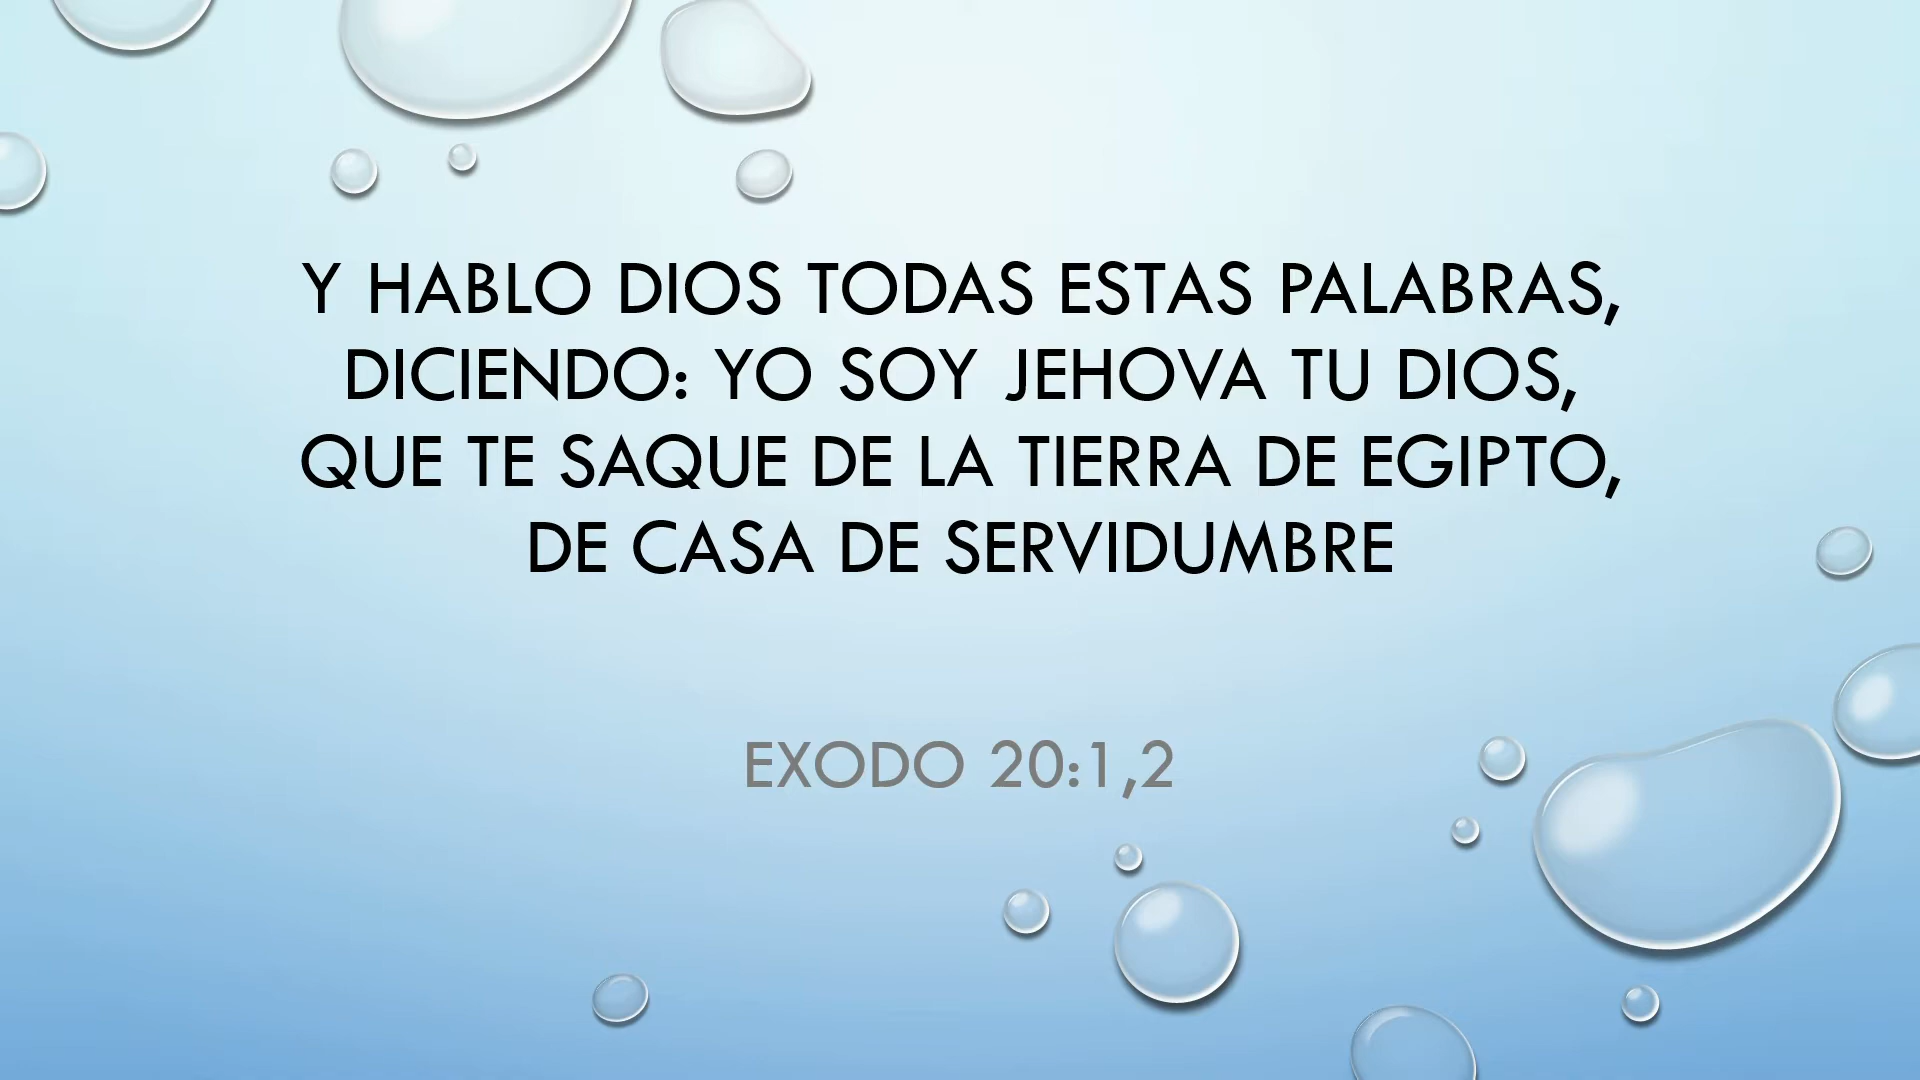 Y HABLO DIOS TODAS ESTAS PALABRAS,
DICIENDO: YO SOY JEHOVA TU DIOS,
QUE TE SAQUE DE LA TIERRA DE EGIPTO,
DE CASA DE SERVIDUMBRE
EXODO 20:1,2